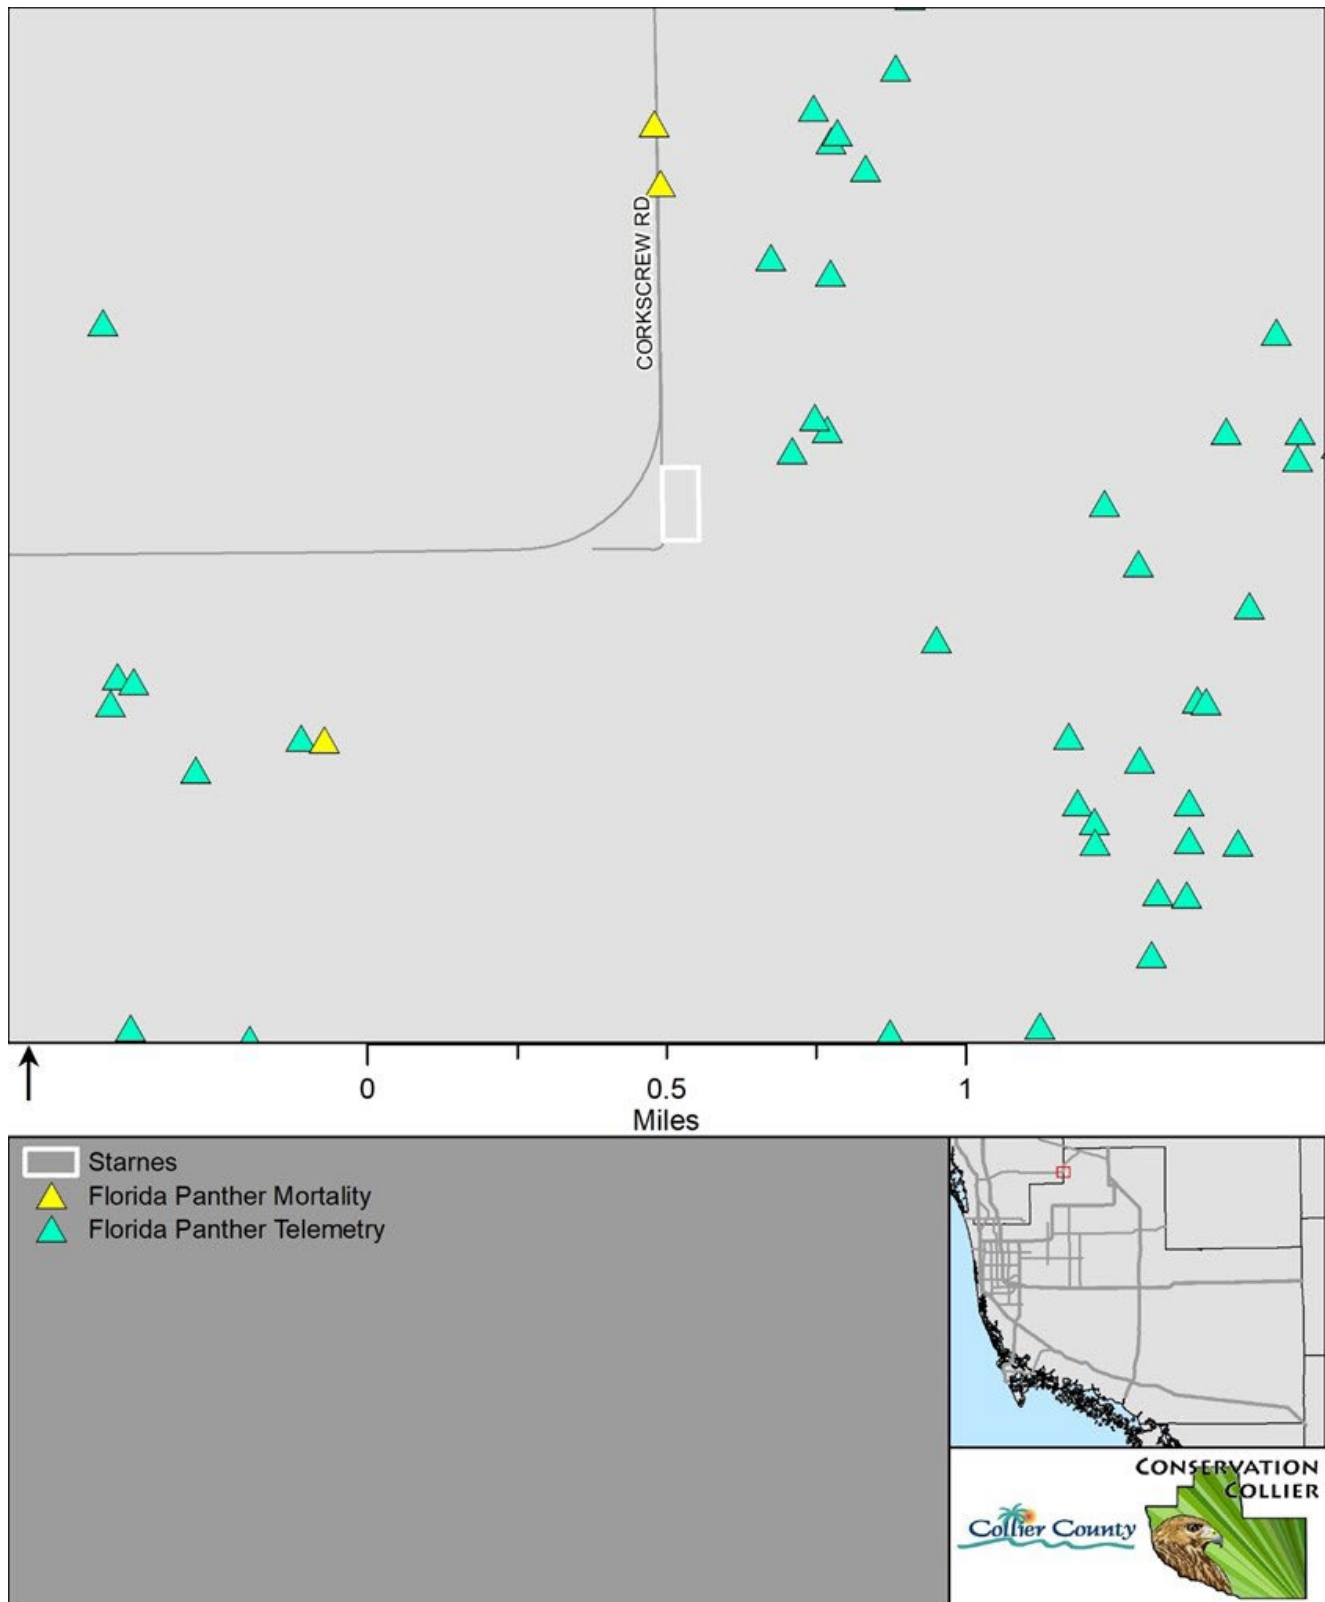 CORKSCREW RD
0
0.5
1
Miles
Starnes
Florida Panther Mortality
Florida Panther Telemetry
CONSERVATION
COLLIER
Collier County